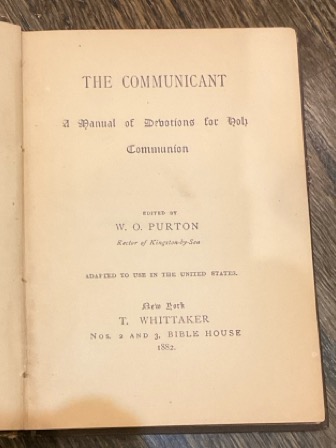 THE COMMUNICANT
A Manual of Devotions for Holy
Communion
EDITED BY
W. O. PURTON
Rector of Kingston-by-Sea
ADAPTED TO USE IN THE UNITED STATES.
New York
T. WHITTAKER
Nos. 2 AND 3, BIBLE HOUSE
1882.